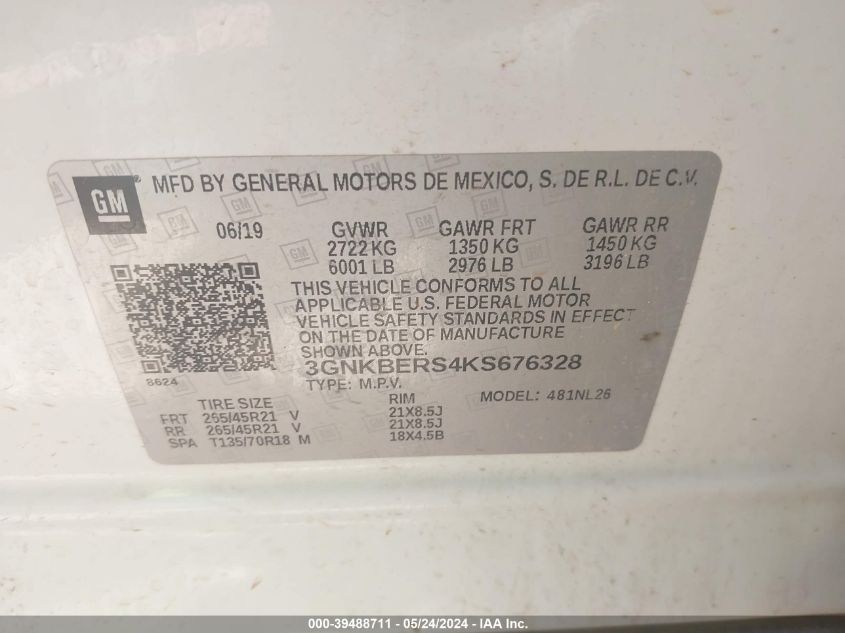 GM
MFD BY GENERAL MOTORS DE MEXICO, S. DE R.L. DE C.V.
06/19 GVWR GAWR FRT GAWR RR
2722 KG 1350 KG 1450 KG
6001 LB 2976 LB 3196 LB
THIS VEHICLE CONFORMS TO ALL
APPLICABLE U.S. FEDERAL MOTOR
VEHICLE SAFETY STANDARDS IN EFFECT
ON THE DATE OF MANUFACTURE
SHOWN ABOVE.
3GNKBERS4KS676328
8624 TYPE: M.P.V. MODEL: 481NL26
TIRE SIZE RIM
FRT 265/45R21 V 21X8.5J
RR 265/45R21 V 21X8.5J
SPA T135/70R18 M 18X4.5B
000-39488711 - 05/24/2024 - IAA Inc.